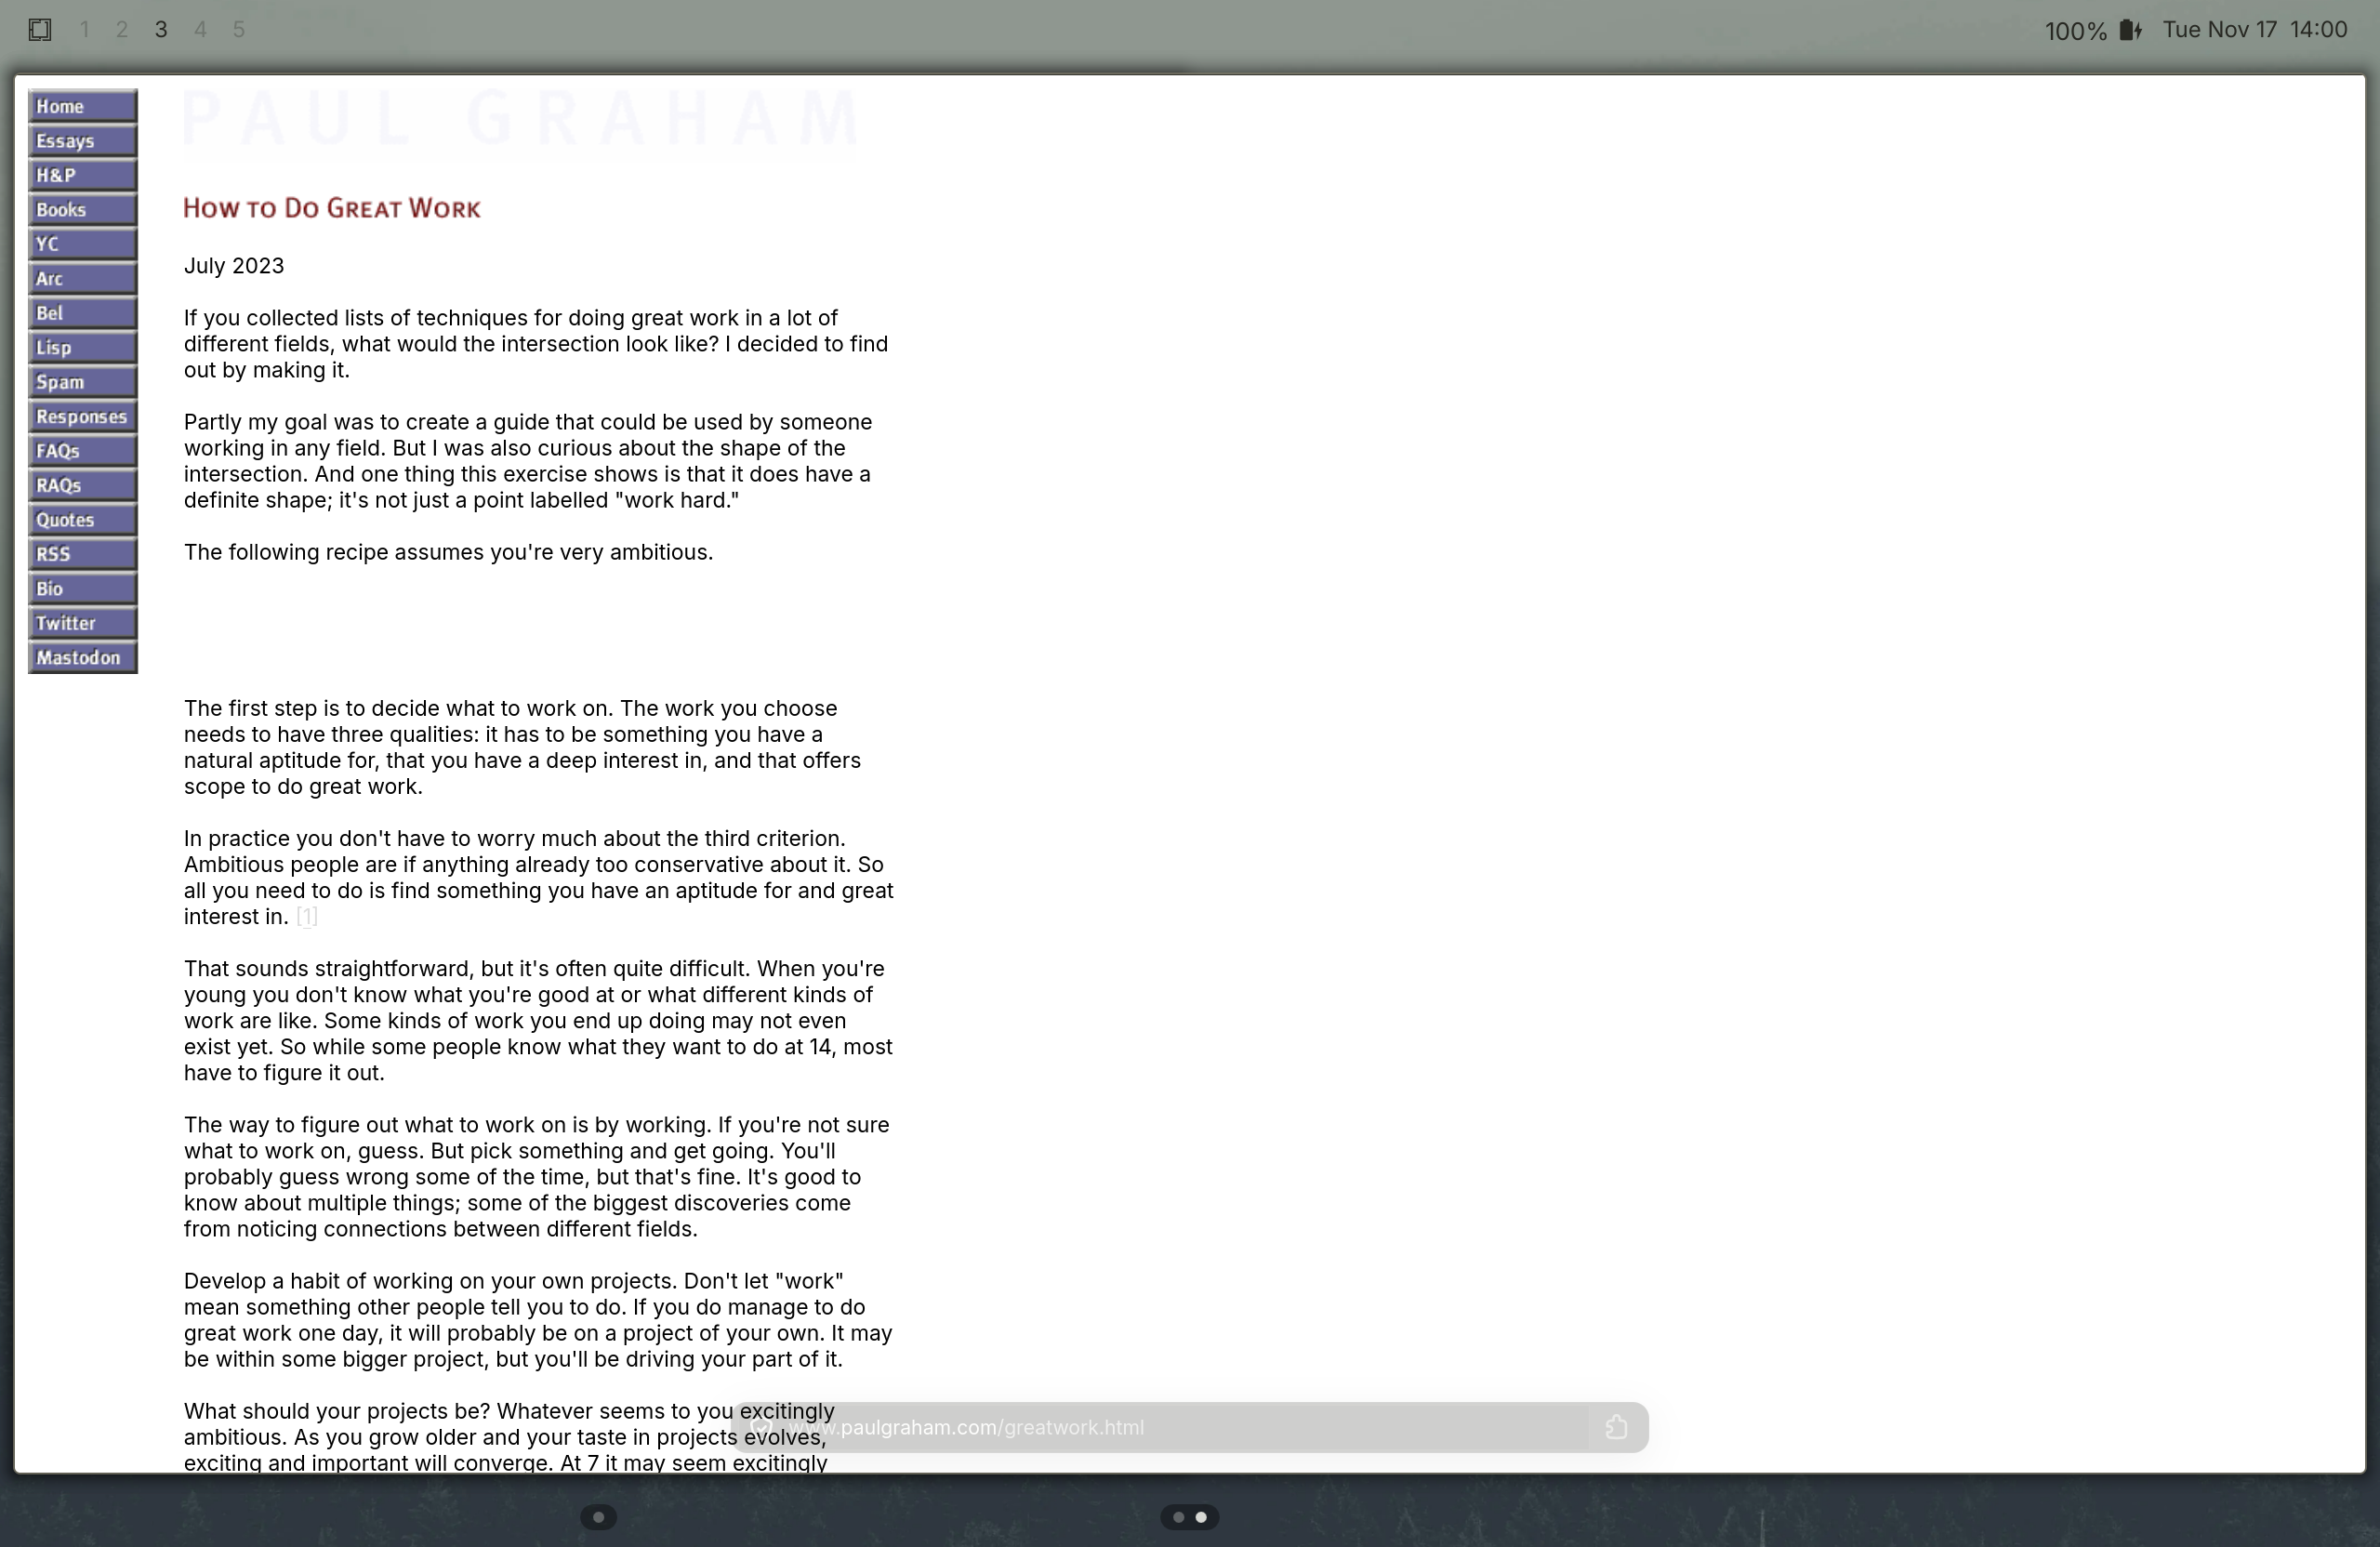 1 2 3 4 5
100% Tue Nov 17 14:00
Home
Essays
H&P
Books
YC
Arc
Bel
Lisp
Spam
Responses
FAQs
RAQs
Quotes
RSS
Bio
Twitter
Mastodon
PAUL GRAHAM
How to Do Great Work
July 2023
If you collected lists of techniques for doing great work in a lot of
different fields, what would the intersection look like? I decided to find
out by making it.
Partly my goal was to create a guide that could be used by someone
working in any field. But I was also curious about the shape of the
intersection. And one thing this exercise shows is that it does have a
definite shape; it's not just a point labelled "work hard."
The following recipe assumes you're very ambitious.
The first step is to decide what to work on. The work you choose
needs to have three qualities: it has to be something you have a
natural aptitude for, that you have a deep interest in, and that offers
scope to do great work.
In practice you don't have to worry much about the third criterion.
Ambitious people are if anything already too conservative about it. So
all you need to do is find something you have an aptitude for and great
interest in. [1]
That sounds straightforward, but it's often quite difficult. When you're
young you don't know what you're good at or what different kinds of
work are like. Some kinds of work you end up doing may not even
exist yet. So while some people know what they want to do at 14, most
have to figure it out.
The way to figure out what to work on is by working. If you're not sure
what to work on, guess. But pick something and get going. You'll
probably guess wrong some of the time, but that's fine. It's good to
know about multiple things; some of the biggest discoveries come
from noticing connections between different fields.
Develop a habit of working on your own projects. Don't let "work"
mean something other people tell you to do. If you do manage to do
great work one day, it will probably be on a project of your own. It may
be within some bigger project, but you'll be driving your part of it.
What should your projects be? Whatever seems to you excitingly
ambitious. As you grow older and your taste in projects evolves,
exciting and important will converge. At 7 it may seem excitingly
www.paulgraham.com/greatwork.html